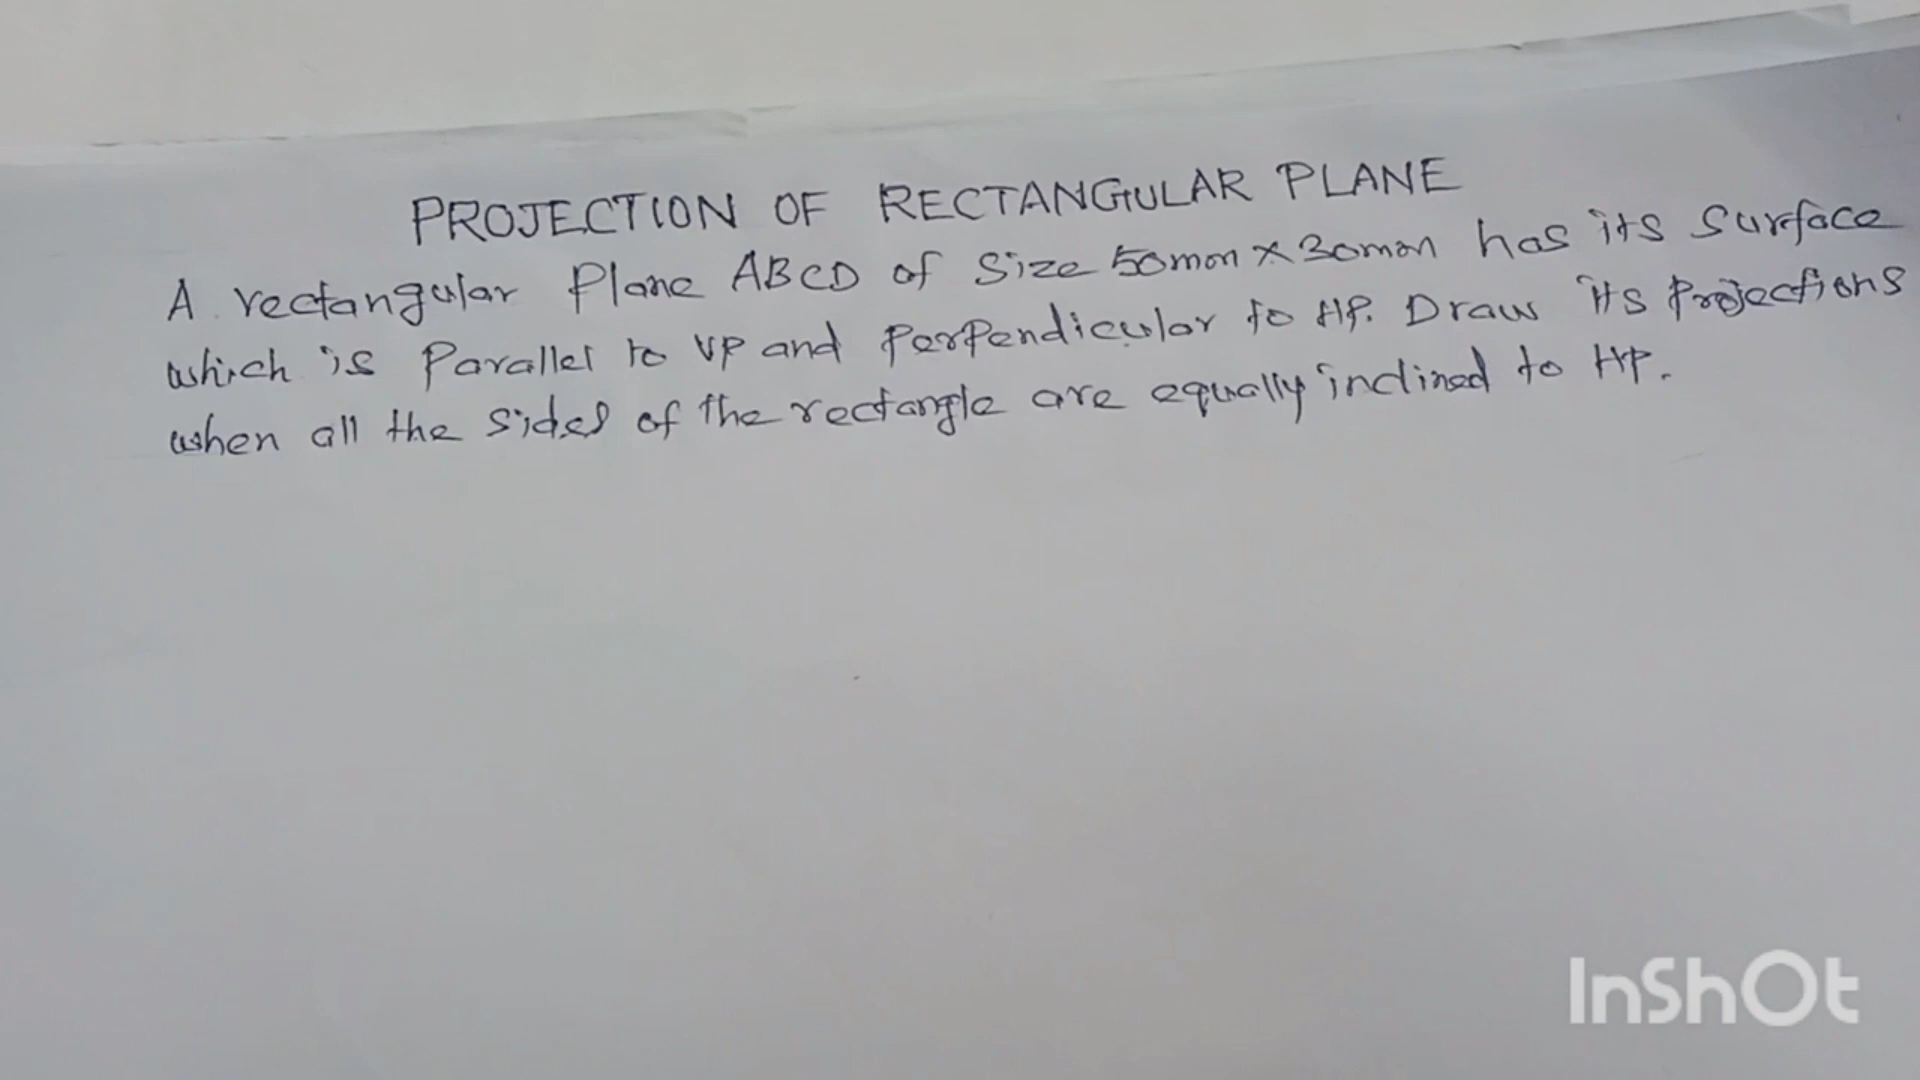 PROJECTION OF RECTANGULAR PLANE
A rectangular Plane ABCD of Size 50mm x 30mm has its Surface
which is Parallel to VP and Perpendicular to HP. Draw its Projections
when all the sides of the rectangle are equally inclined to HP.
InShOt